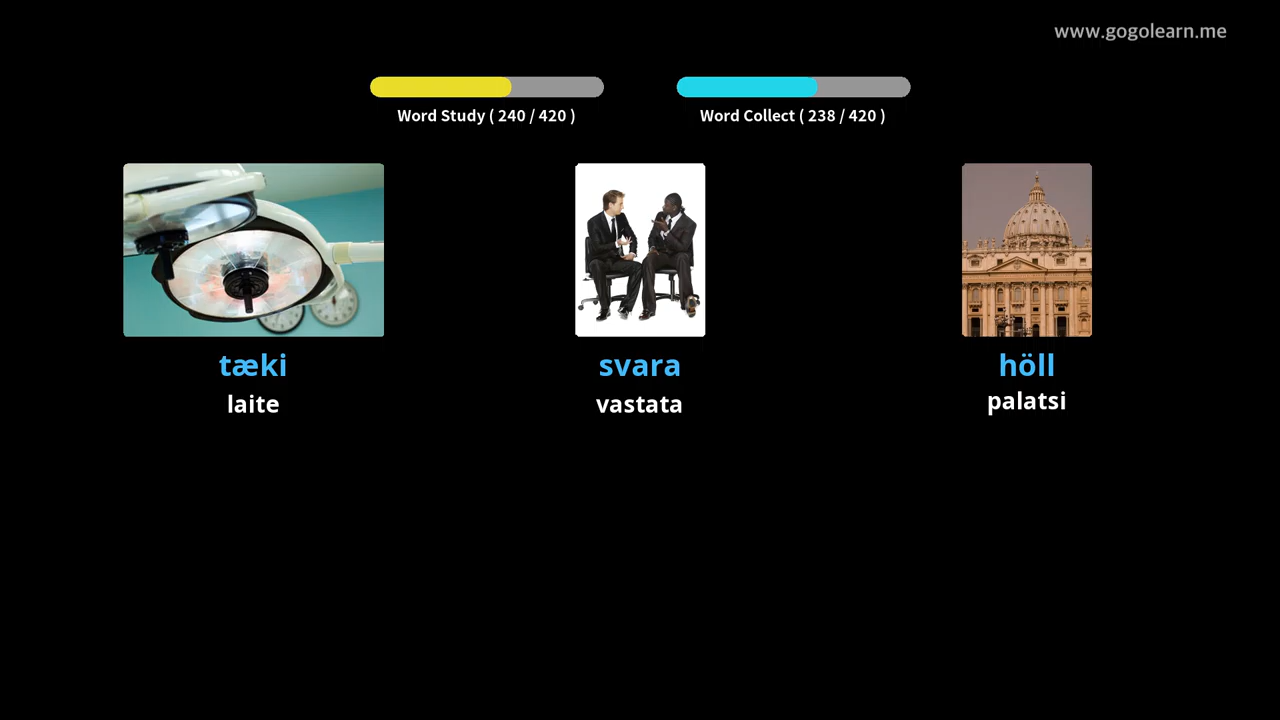 www.gogolearn.me
Word Study ( 240 / 420 )
Word Collect ( 238 / 420 )
tæki
svara
höll
laite
vastata
palatsi